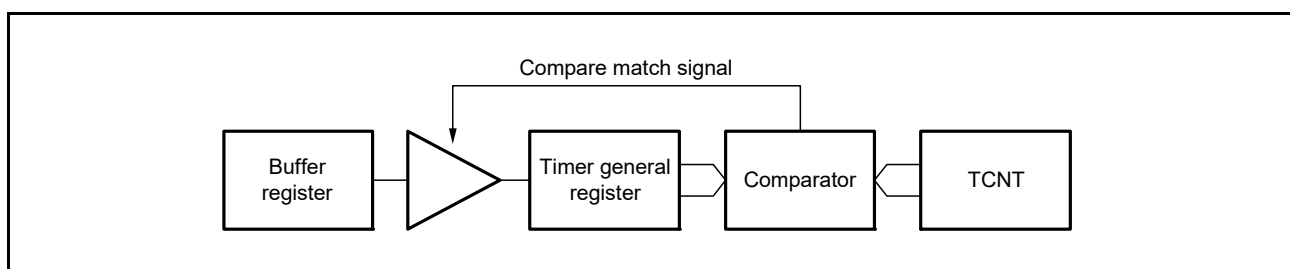 Compare match signal
Buffer
register
Timer general
register
Comparator
TCNT